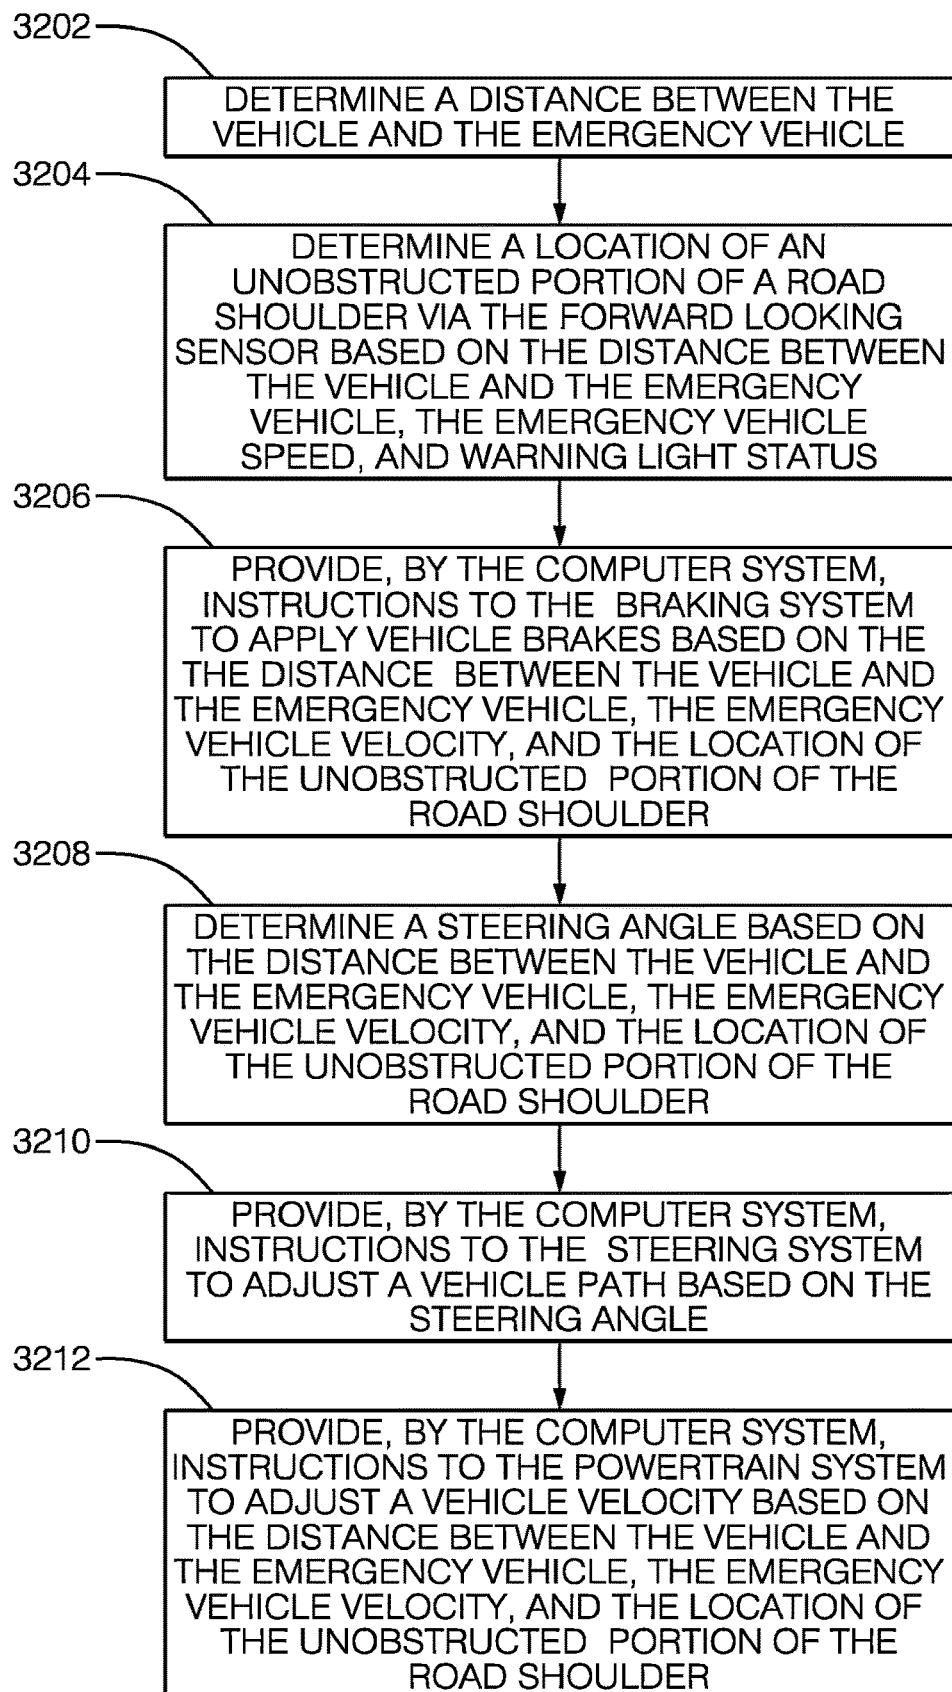 3202
DETERMINE A DISTANCE BETWEEN THE
VEHICLE AND THE EMERGENCY VEHICLE
3204
DETERMINE A LOCATION OF AN
UNOBSTRUCTED PORTION OF A ROAD
SHOULDER VIA THE FORWARD LOOKING
SENSOR BASED ON THE DISTANCE BETWEEN
THE VEHICLE AND THE EMERGENCY
VEHICLE, THE EMERGENCY VEHICLE
SPEED, AND WARNING LIGHT STATUS
3206
PROVIDE, BY THE COMPUTER SYSTEM,
INSTRUCTIONS TO THE BRAKING SYSTEM
TO APPLY VEHICLE BRAKES BASED ON THE
THE DISTANCE BETWEEN THE VEHICLE AND
THE EMERGENCY VEHICLE, THE EMERGENCY
VEHICLE VELOCITY, AND THE LOCATION OF
THE UNOBSTRUCTED PORTION OF THE
ROAD SHOULDER
3208
DETERMINE A STEERING ANGLE BASED ON
THE DISTANCE BETWEEN THE VEHICLE AND
THE EMERGENCY VEHICLE, THE EMERGENCY
VEHICLE VELOCITY, AND THE LOCATION OF
THE UNOBSTRUCTED PORTION OF THE
ROAD SHOULDER
3210
PROVIDE, BY THE COMPUTER SYSTEM,
INSTRUCTIONS TO THE STEERING SYSTEM
TO ADJUST A VEHICLE PATH BASED ON THE
STEERING ANGLE
3212
PROVIDE, BY THE COMPUTER SYSTEM,
INSTRUCTIONS TO THE POWERTRAIN SYSTEM
TO ADJUST A VEHICLE VELOCITY BASED ON
THE DISTANCE BETWEEN THE VEHICLE AND
THE EMERGENCY VEHICLE, THE EMERGENCY
VEHICLE VELOCITY, AND THE LOCATION OF
THE UNOBSTRUCTED PORTION OF THE
ROAD SHOULDER